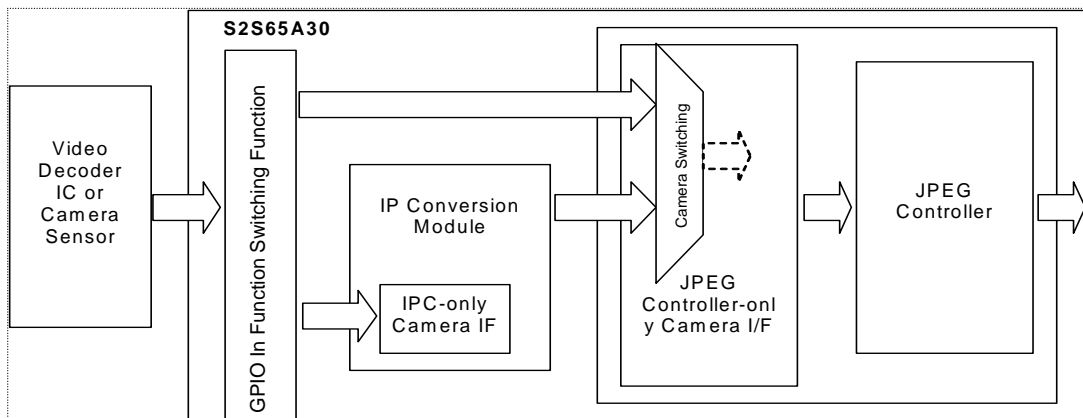 S2S65A30
Video
Decoder
IC or
Camera
Sensor
GPIO In Function Switching Function
IP Conversion
Module
IPC-only
Camera IF
Camera Switching
JPEG
Controller-onl
y Camera I/F
JPEG
Controller